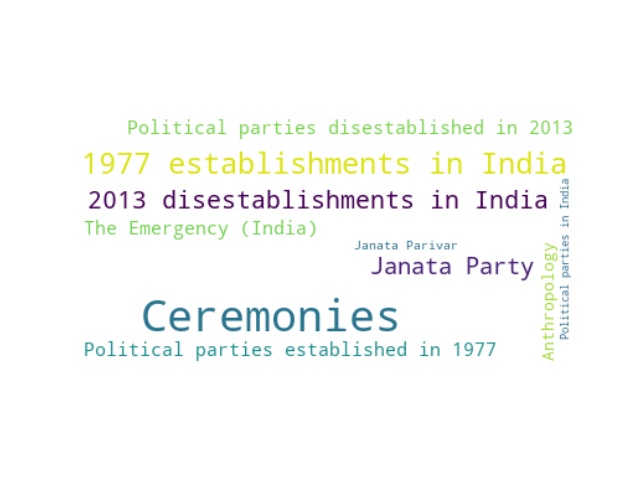 Political parties disestablished in 2013
1977 establishments in India
2013 disestablishments in India
The Emergency (India)
Janata Parivar
Janata Party
Ceremonies
Political parties established in 1977
Anthropology
Political parties in India